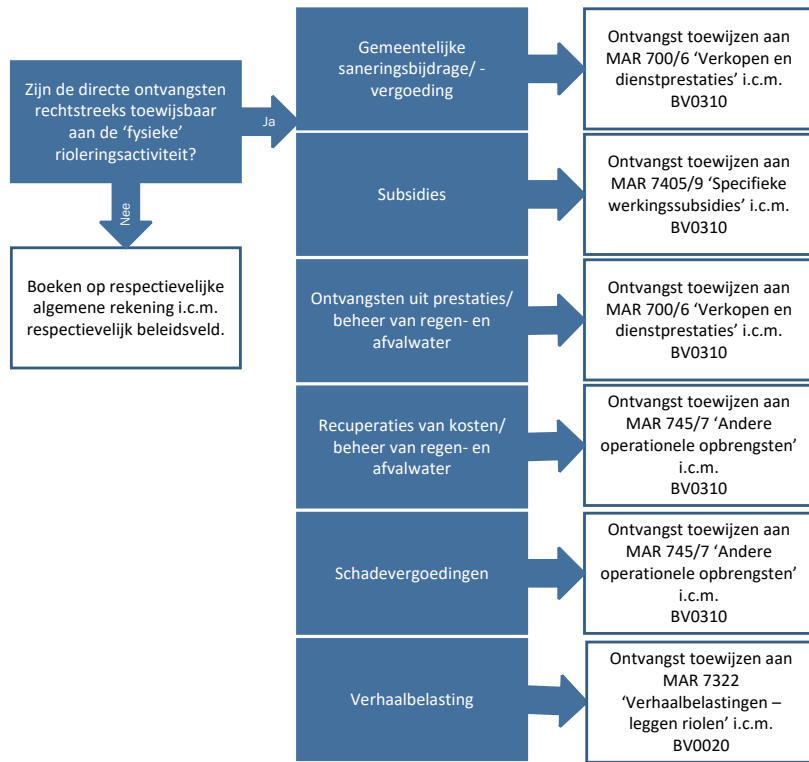 Zijn de directe ontvangsten
rechtstreeks toewijsbaar
aan de ‘fysieke’
rioleringsactiviteit?
Ja
Nee
Boeken op respectievelijke
algemene rekening i.c.m.
respectievelijk beleidsveld.
Gemeentelijke
saneringsbijdrage/ -
vergoeding
Ontvangst toewijzen aan
MAR 700/6 ‘Verkopen en
dienstprestaties’ i.c.m.
BV0310
Subsidies
Ontvangst toewijzen aan
MAR 7405/9 ‘Specifieke
werkingssubsidies’ i.c.m.
BV0310
Ontvangsten uit prestaties/
beheer van regen- en
afvalwater
Ontvangst toewijzen aan
MAR 700/6 ‘Verkopen en
dienstprestaties’ i.c.m.
BV0310
Recuperaties van kosten/
beheer van regen- en
afvalwater
Ontvangst toewijzen aan
MAR 745/7 ‘Andere
operationele opbrengsten’
i.c.m.
BV0310
Schadevergoedingen
Ontvangst toewijzen aan
MAR 745/7 ‘Andere
operationele opbrengsten’
i.c.m.
BV0310
Verhaalbelasting
Ontvangst toewijzen aan
MAR 7322
‘Verhaalbelastingen –
leggen riolen’ i.c.m.
BV0020